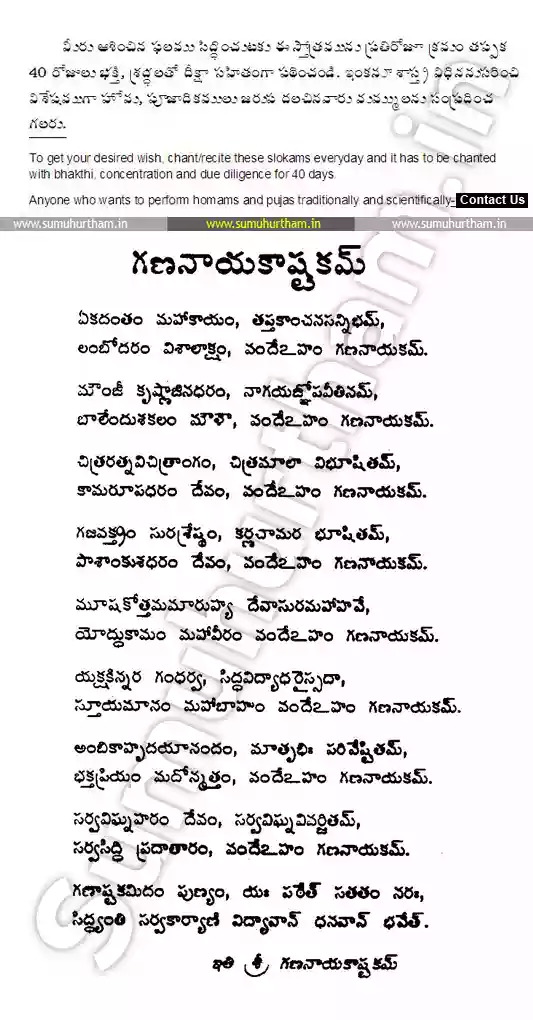 మీరు ఆశించిన ఫలము సిద్ధించుటకు ఈ స్తోత్రమును ప్రతిరోజూ క్రమం తప్పక
40 రోజులు భక్తి, శ్రద్ధలతో దీక్షా సహితంగా పఠించండి. ఇంకనూ శాస్త్ర విధిననుసరించి
విశేషముగా హోమ, పూజాదికములు జరుప దలచినవారు మమ్ములను సంప్రదించ
గలరు.
To get your desired wish, chant/recite these slokams everyday and it has to be chanted
with bhakthi, concentration and due diligence for 40 days.
Anyone who wants to perform homams and pujas traditionally and scientifically- Contact Us
www.sumuhurtham.in www.sumuhurtham.in www.sumuhurtham.in
గణనాయకాష్టకమ్
ఏకదంతం మహాకాయం, తప్తకాంచనసన్నిభమ్,
లంబోదరం విశాలాక్షం, వందేఽహం గణనాయకమ్.
మౌంజీ కృష్ణాజినధరం, నాగయజ్ఞోపవీతినమ్,
బాలేందుశకలం మౌళౌ, వందేఽహం గణనాయకమ్.
చిత్రరత్నవిచిత్రాంగం, చిత్రమాలా విభూషితమ్,
కామరూపధరం దేవం, వందేఽహం గణనాయకమ్.
గజవక్త్రం సురశ్రేష్ఠం, కర్ణచామర భూషితమ్,
పాశాంకుశధరం దేవం, వందేఽహం గణనాయకమ్.
మూషకోత్తమమారుహ్య దేవాసురమహాహవే,
యోద్ధుకామం మహావీరం వందేఽహం గణనాయకమ్.
యక్షకిన్నర గంధర్వ, సిద్ధవిద్యాధరైస్సదా,
స్తూయమానం మహాబాహుం వందేఽహం గణనాయకమ్.
అంబికాహృదయానందం, మాతృభిః పరివేష్టితమ్,
భక్తప్రియం మదోన్మత్తం, వందేఽహం గణనాయకమ్.
సర్వవిఘ్నహరం దేవం, సర్వవిఘ్నవివర్జితమ్,
సర్వసిద్ధి ప్రదాతారం, వందేఽహం గణనాయకమ్.
గణాష్టకమిదం పుణ్యం, యః పఠేత్ సతతం నరః,
సిద్ధ్యంతి సర్వకార్యాణి విద్యావాన్ ధనవాన్ భవేత్.
ఇతి శ్రీ గణనాయకాష్టకమ్
Sumuhurtham.in